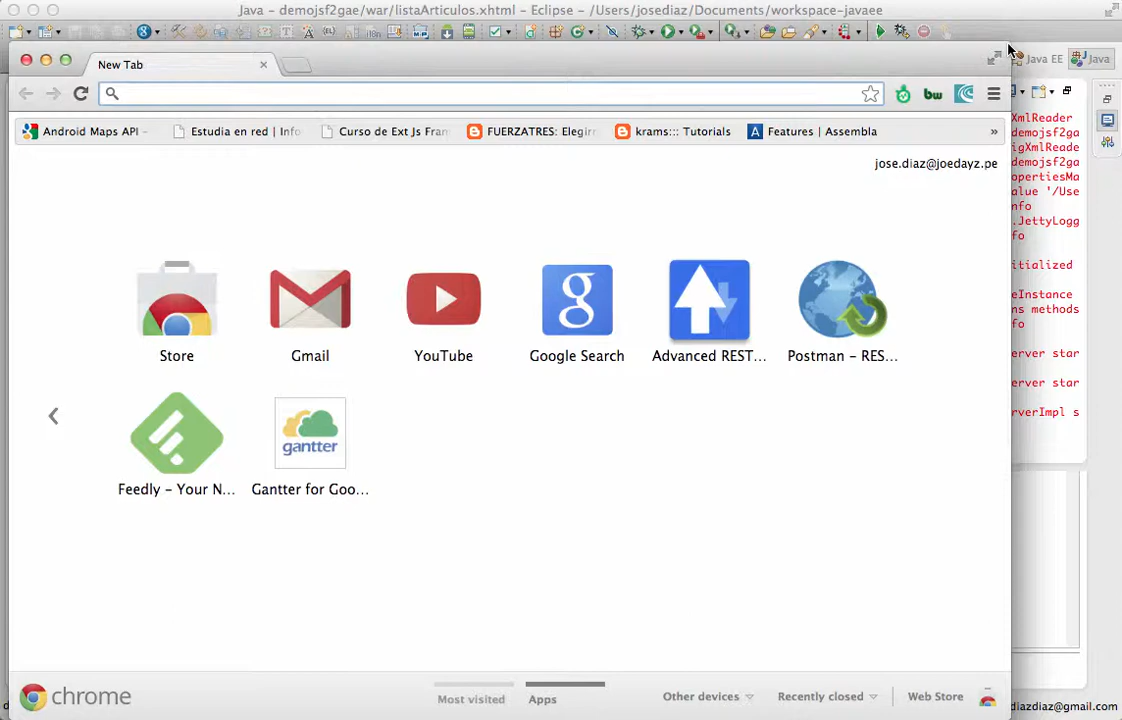 Java - demojsf2gae/war/listaArticulos.xhtml - Eclipse - /Users/josediaz/Documents/workspace-javaee
New Tab
Java EE
Java
Android Maps API -
Estudia en red | Info
Curso de Ext Js Fran
FUERZATRES: Elegir
krams::: Tutorials
Features | Assembla
»
bw
jose.diaz@joedayz.pe
XmlReader
demojsf2ga
igXmlReade
demojsf2ga
opertiesMa
alue '/Use
nfo
.JettyLogg
fo
itialized
eInstance
ns methods
fo
erver star
erver star
erverImpl s
Store
Gmail
YouTube
Google Search
Advanced REST...
Postman - RES...
gantter
Feedly - Your N...
Gantter for Goo...
chrome
Most visited
Apps
Other devices
Recently closed
Web Store
diazdiaz@gmail.com